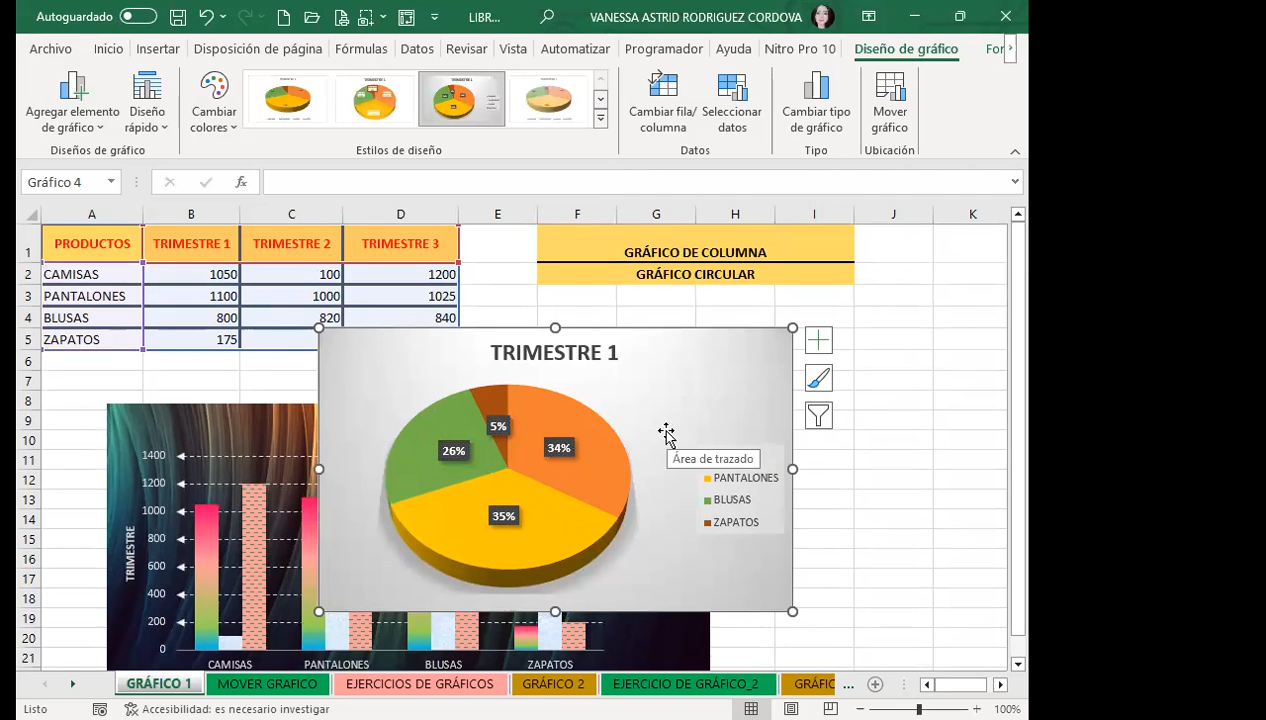 Autoguardado
LIBR...
VANESSA ASTRID RODRIGUEZ CORDOVA
Archivo Inicio Insertar Disposición de página Fórmulas Datos Revisar Vista Automatizar Programador Ayuda Nitro Pro 10 Diseño de gráfico For
Agregar elemento de gráfico
Diseño rápido
Cambiar colores
Cambiar fila/ columna
Seleccionar datos
Cambiar tipo de gráfico
Mover gráfico
Diseños de gráfico Estilos de diseño Datos Tipo Ubicación
Gráfico 4
fx
A B C D E F G H I J K
1 PRODUCTOS TRIMESTRE 1 TRIMESTRE 2 TRIMESTRE 3 GRÁFICO DE COLUMNA
2 CAMISAS 1050 100 1200 GRÁFICO CIRCULAR
3 PANTALONES 1100 1000 1025
4 BLUSAS 800 820 840
5 ZAPATOS 175
6
7
8
9
10
11
12
13
14
15
16
17
18
19
20
21
TRIMESTRE 1
5%
34%
26%
35%
Área de trazado
PANTALONES
BLUSAS
ZAPATOS
TRIMESTRE
1400
1200
1000
800
600
400
200
0
CAMISAS PANTALONES BLUSAS ZAPATOS
GRÁFICO 1 MOVER GRAFICO EJERCICIOS DE GRÁFICOS GRÁFICO 2 EJERCICIO DE GRÁFICO_2 GRÁFIC ...
Listo Accesibilidad: es necesario investigar 100%